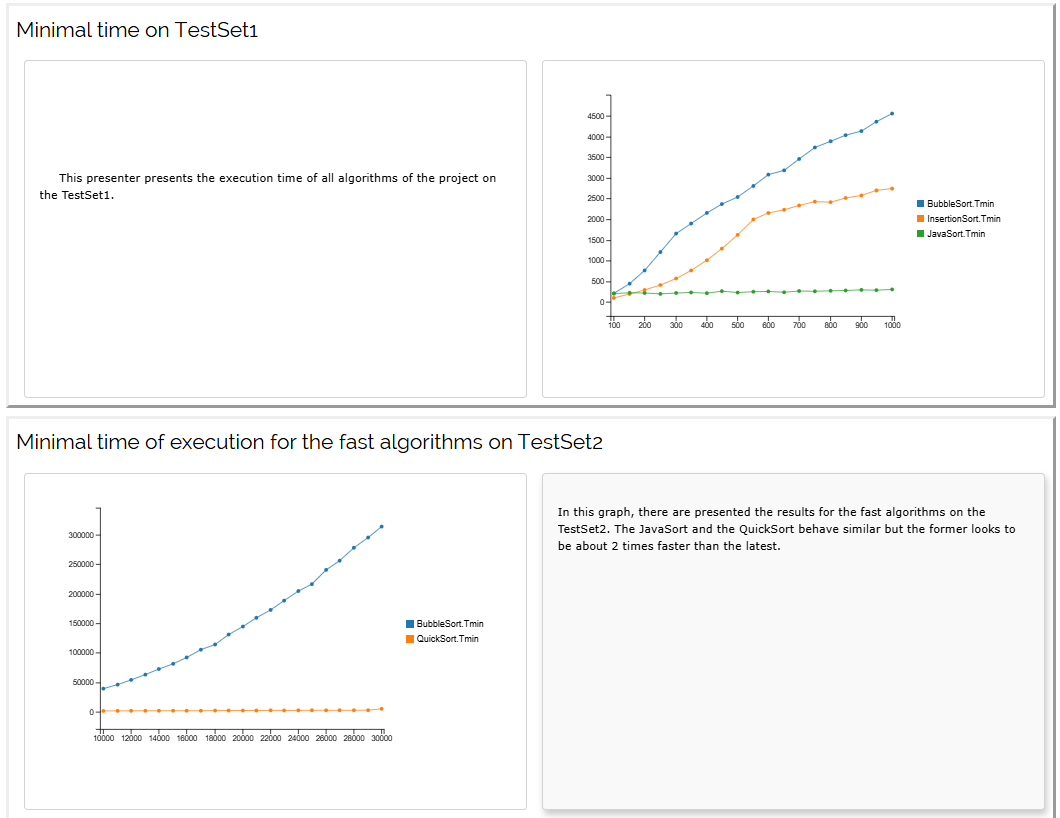 Minimal time on TestSet1
This presenter presents the execution time of all algorithms of the project on
the TestSet1.
4500
4000
3500
3000
2500
2000
1500
1000
500
0
100 200 300 400 500 600 700 800 900 1000
BubbleSort.Tmin
InsertionSort.Tmin
JavaSort.Tmin
Minimal time of execution for the fast algorithms on TestSet2
300000
250000
200000
150000
100000
50000
0
10000 12000 14000 16000 18000 20000 22000 24000 26000 28000 30000
BubbleSort.Tmin
QuickSort.Tmin
In this graph, there are presented the results for the fast algorithms on the
TestSet2. The JavaSort and the QuickSort behave similar but the former looks to
be about 2 times faster than the latest.